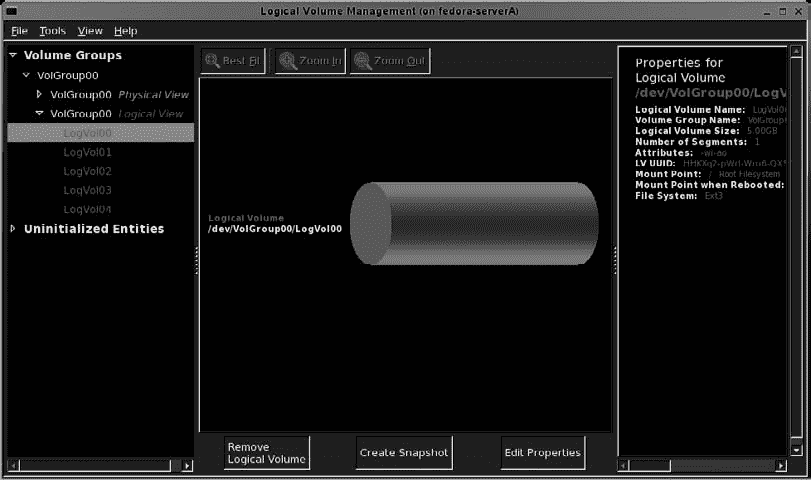 Logical Volume Management (on fedora-serverA)
File Tools View Help
Volume Groups
VolGroup00
VolGroup00 Physical View
VolGroup00 Logical View
LogVol00
LogVol01
LogVol02
LogVol03
LogVol04
Uninitialized Entities
Best Fit Zoom In Zoom Out
Logical Volume
/dev/VolGroup00/LogVol00
Remove
Logical Volume
Create Snapshot
Edit Properties
Properties for
Logical Volume
/dev/VolGroup00/LogV
Logical Volume Name: LogVol0
Volume Group Name: VolGroup
Logical Volume Size: 5.00GB
Number of Segments: 1
Attributes: -wi-ao
LV UUID:
Mount Point: / Root Filesystem
Mount Point when Rebooted:
File System: Ext3